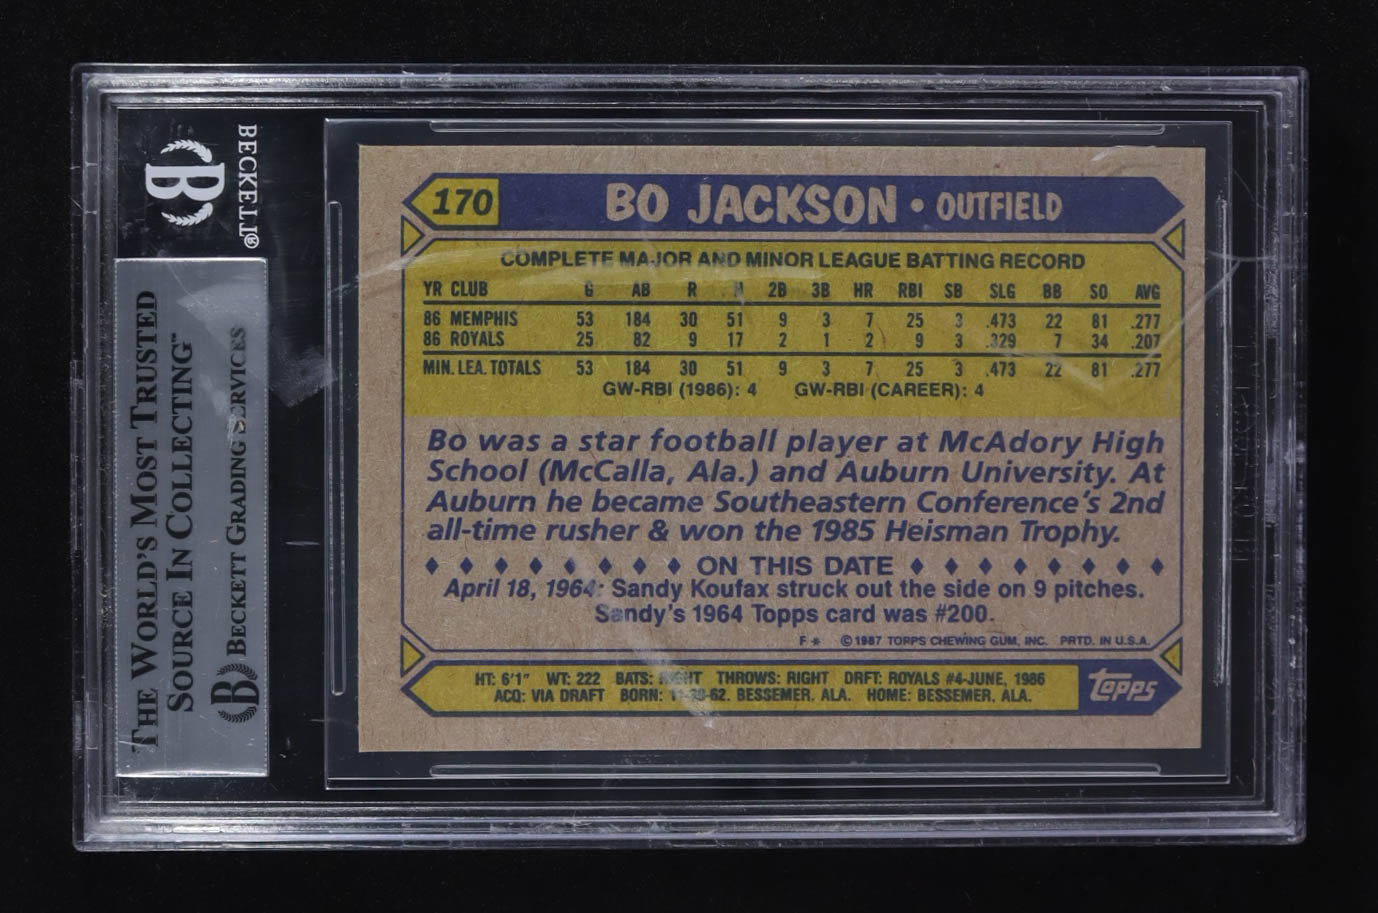 BECKETT®
B
THE WORLD'S MOST TRUSTED
SOURCE IN COLLECTING™
B BECKETT GRADING SERVICES
170 BO JACKSON • OUTFIELD
COMPLETE MAJOR AND MINOR LEAGUE BATTING RECORD
YR CLUB G AB R H 2B 3B HR RBI SB SLG BB SO AVG
86 MEMPHIS 53 184 30 51 9 3 7 25 3 .473 22 81 .277
86 ROYALS 25 82 9 17 2 1 2 9 3 .329 7 34 .207
MIN. LEA. TOTALS 53 184 30 51 9 3 7 25 3 .473 22 81 .277
GW-RBI (1986): 4 GW-RBI (CAREER): 4
Bo was a star football player at McAdory High
School (McCalla, Ala.) and Auburn University. At
Auburn he became Southeastern Conference's 2nd
all-time rusher & won the 1985 Heisman Trophy.
ON THIS DATE
April 18, 1964: Sandy Koufax struck out the side on 9 pitches.
Sandy's 1964 Topps card was #200.
F * ©1987 TOPPS CHEWING GUM, INC. PRTD. IN U.S.A.
HT: 6'1" WT: 222 BATS: RIGHT THROWS: RIGHT DRFT: ROYALS #4-JUNE, 1986
ACQ: VIA DRAFT BORN: 11-30-62, BESSEMER, ALA. HOME: BESSEMER, ALA.
topps